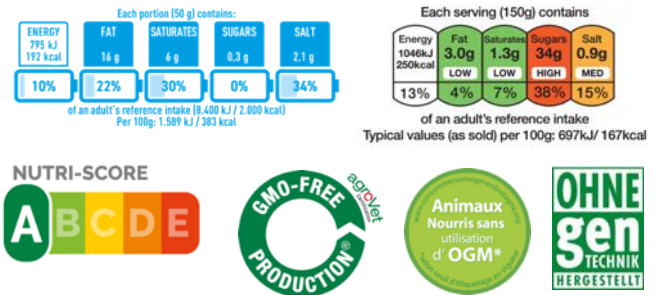 Each portion (50 g) contains:
ENERGY
795 kJ
192 kcal
FAT
16 g
SATURATES
6 g
SUGARS
0,3 g
SALT
2,1 g
10%
22%
30%
0%
34%
of an adult's reference intake (8.400 kJ / 2.000 kcal)
Per 100g: 1.589 kJ / 383 kcal
Each serving (150g) contains
Energy
1046kJ
250kcal
Fat
3.0g
LOW
Saturates
1.3g
LOW
Sugars
34g
HIGH
Salt
0.9g
MED
13%
4%
7%
38%
15%
of an adult's reference intake
Typical values (as sold) per 100g: 697kJ/ 167kcal
NUTRI-SCORE
A B C D E
GMO-FREE
PRODUCTION®
agroVet
Animaux
Nourris sans
utilisation
d' OGM*
OHNE
gen
TECHNIK
HERGESTELLT